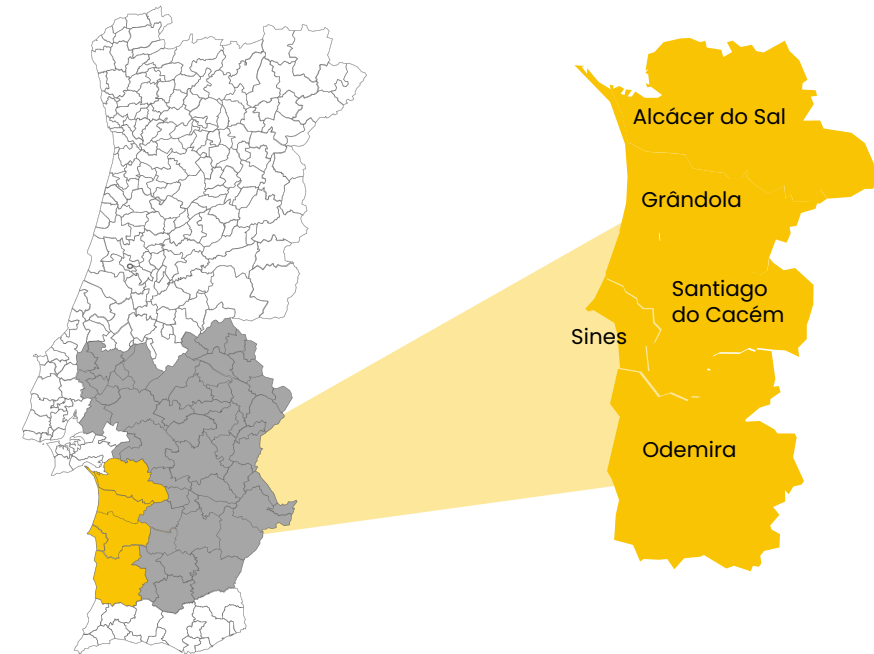 Alcácer do Sal
Grândola
Santiago
do Cacém
Sines
Odemira